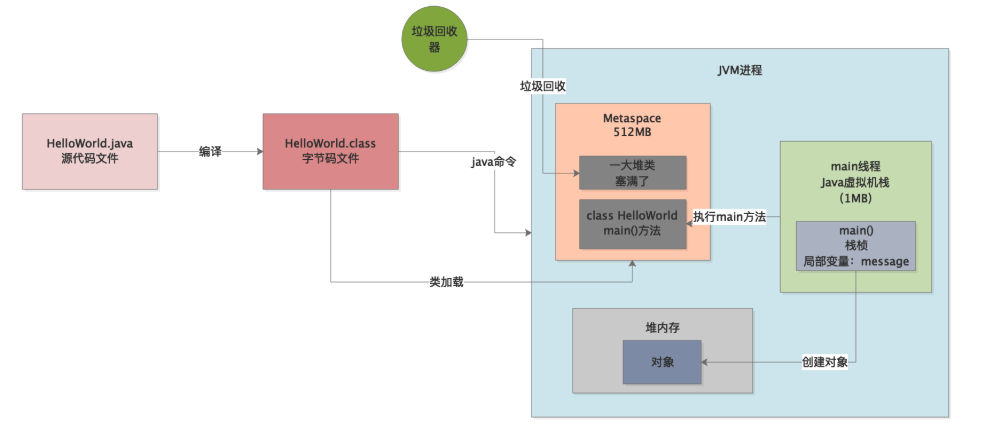 垃圾回收
器
JVM进程
垃圾回收
Metaspace
512MB
HelloWorld.java
源代码文件
编译
HelloWorld.class
字节码文件
java命令
一大堆类
塞满了
main线程
Java虚拟机栈
（1MB）
class HelloWorld
main()方法
执行main方法
main()
栈桢
局部变量：message
类加载
堆内存
对象
创建对象